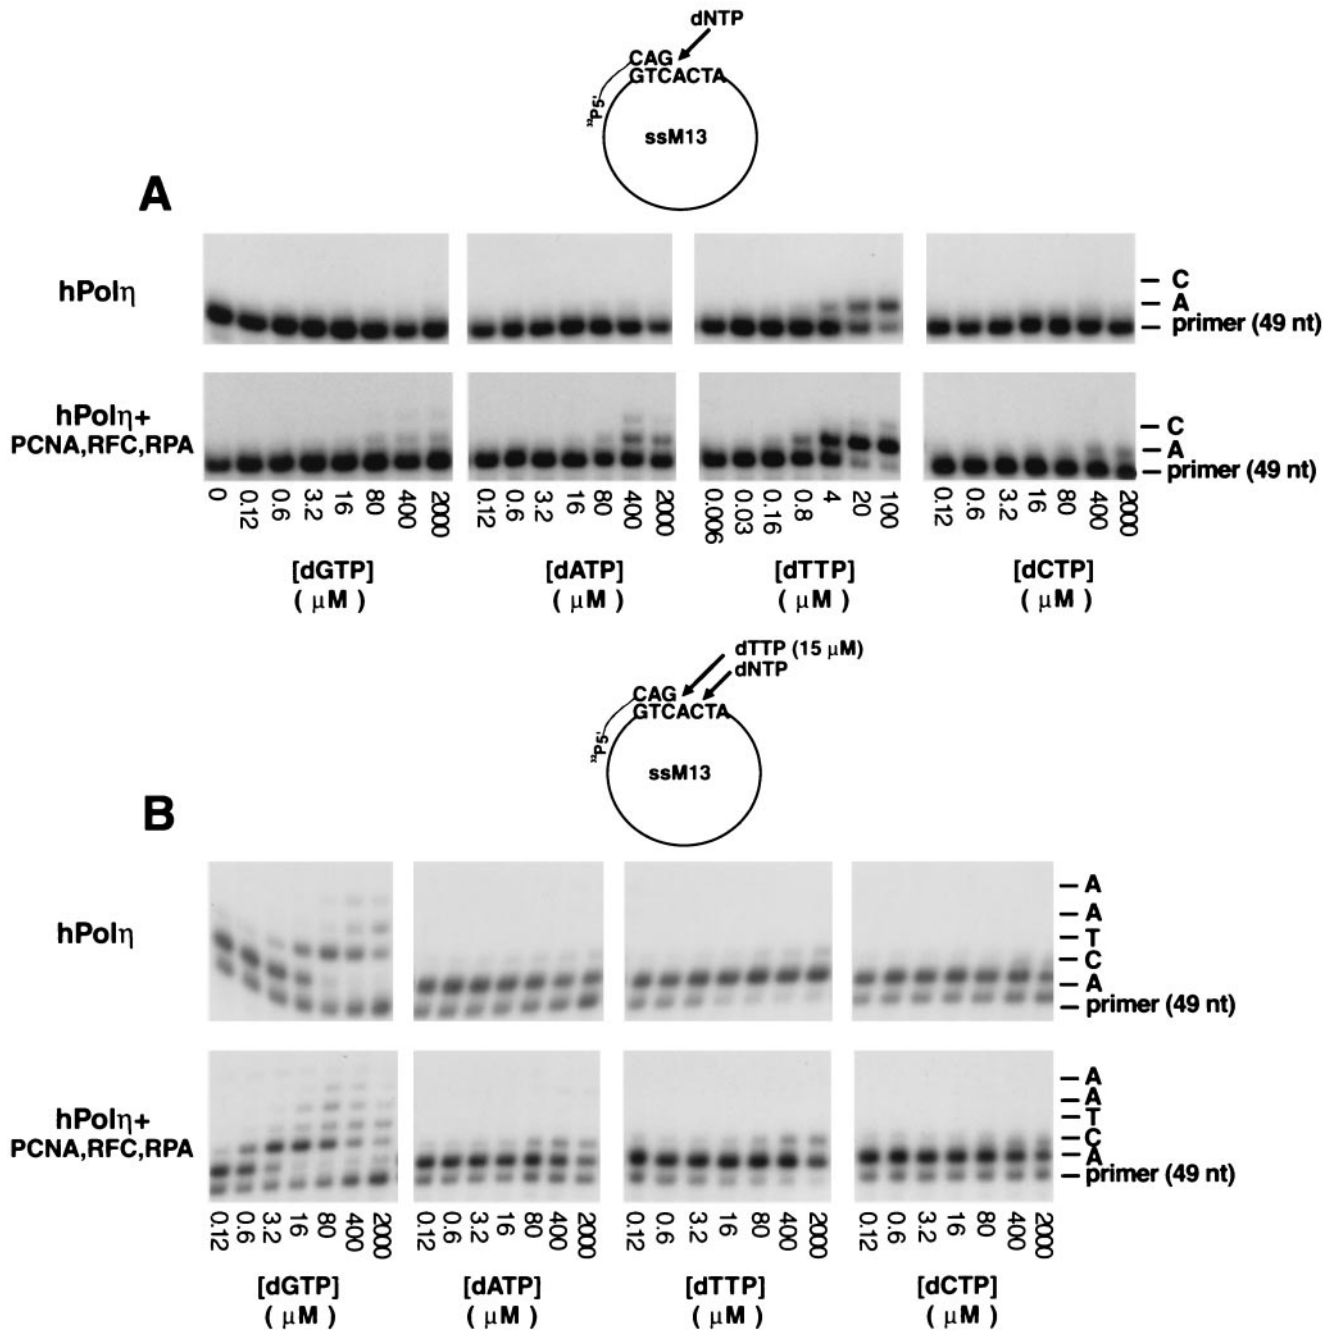 dNTP
CAG
GTCACTA
³²P5'
ssM13
A
hPolη
C
A
primer (49 nt)
hPolη+
PCNA,RFC,RPA
C
A
primer (49 nt)
0 0.12 0.6 3.2 16 80 400 2000
0.12 0.6 3.2 16 80 400 2000
0.006 0.03 0.16 0.8 4 20 100
0.12 0.6 3.2 16 80 400 2000
[dGTP] [dATP] [dTTP] [dCTP]
( μM ) ( μM ) ( μM ) ( μM )
dTTP (15 μM)
dNTP
CAG
GTCACTA
³²P5'
ssM13
B
hPolη
A
A
T
C
A
primer (49 nt)
hPolη+
PCNA,RFC,RPA
A
A
T
C
A
primer (49 nt)
0.12 0.6 3.2 16 80 400 2000
0.12 0.6 3.2 16 80 400 2000
0.12 0.6 3.2 16 80 400 2000
0.12 0.6 3.2 16 80 400 2000
[dGTP] [dATP] [dTTP] [dCTP]
( μM ) ( μM ) ( μM ) ( μM )